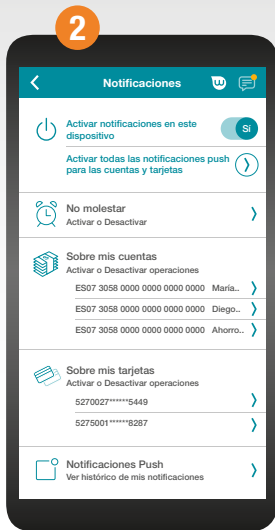 2
Notificaciones
Activar notificaciones en este
dispositivo
Sí
Activar todas las notificaciones push
para las cuentas y tarjetas
No molestar
Activar o Desactivar
Sobre mis cuentas
Activar o Desactivar operaciones
ES07 3058 0000 0000 0000 0000 María..
ES07 3058 0000 0000 0000 0000 Diego..
ES07 3058 0000 0000 0000 0000 Ahorro..
Sobre mis tarjetas
Activar o Desactivar operaciones
5270027******5449
5275001******8287
Notificaciones Push
Ver histórico de mis notificaciones